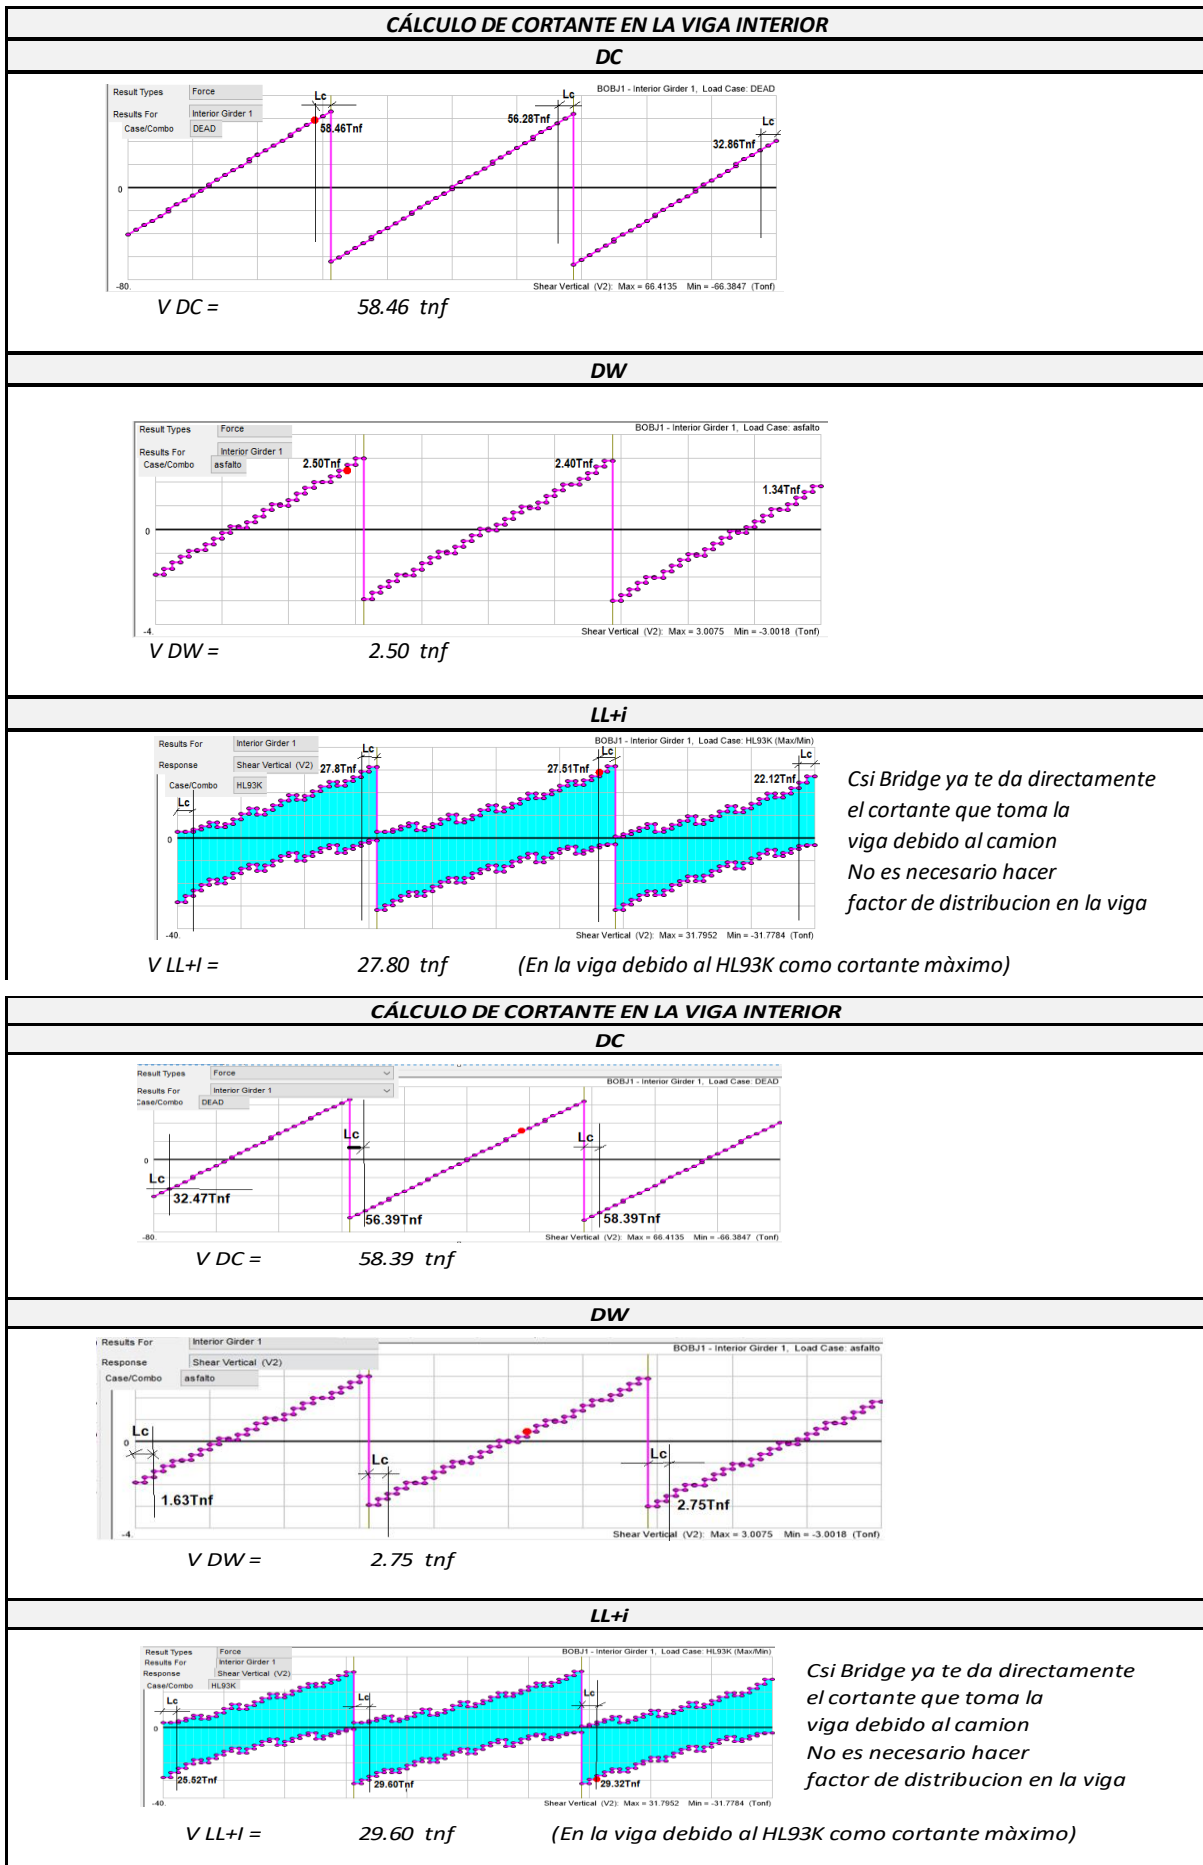 CÁLCULO DE CORTANTE EN LA VIGA INTERIOR
DC
Result Types Force
BOBJ1 - Interior Girder 1, Load Case: DEAD
Results For Interior Girder 1
Case/Combo DEAD
Lc
Lc
Lc
58.46Tnf
56.28Tnf
32.86Tnf
0
-80.
Shear Vertical (V2): Max = 66.4135 Min = -66.3847 (Tonf)
V DC = 58.46 tnf
DW
Result Types Force
BOBJ1 - Interior Girder 1, Load Case: asfalto
Results For Interior Girder 1
Case/Combo asfalto
2.50Tnf
2.40Tnf
1.34Tnf
0
-4.
Shear Vertical (V2): Max = 3.0075 Min = -3.0018 (Tonf)
V DW = 2.50 tnf
LL+i
Results For Interior Girder 1
BOBJ1 - Interior Girder 1, Load Case: HL93K (Max/Min)
Response Shear Vertical (V2)
Case/Combo HL93K
Lc
Lc
Lc
Lc
27.8Tnf
27.51Tnf
22.12Tnf
0
-40.
Shear Vertical (V2): Max = 31.7952 Min = -31.7784 (Tonf)
Csi Bridge ya te da directamente
el cortante que toma la
viga debido al camion
No es necesario hacer
factor de distribucion en la viga
V LL+I = 27.80 tnf (En la viga debido al HL93K como cortante màximo)
CÁLCULO DE CORTANTE EN LA VIGA INTERIOR
DC
Result Types Force
BOBJ1 - Interior Girder 1, Load Case: DEAD
Results For Interior Girder 1
Case/Combo DEAD
Lc
Lc
Lc
0
32.47Tnf
56.39Tnf
58.39Tnf
-80.
Shear Vertical (V2): Max = 66.4135 Min = -66.3847 (Tonf)
V DC = 58.39 tnf
DW
Results For Interior Girder 1
BOBJ1 - Interior Girder 1, Load Case: asfalto
Response Shear Vertical (V2)
Case/Combo asfalto
Lc
Lc
Lc
0
1.63Tnf
2.75Tnf
-4.
Shear Vertical (V2): Max = 3.0075 Min = -3.0018 (Tonf)
V DW = 2.75 tnf
LL+i
Result Types Force
BOBJ1 - Interior Girder 1, Load Case: HL93K (Max/Min)
Results For Interior Girder 1
Response Shear Vertical (V2)
Case/Combo HL93K
Lc
Lc
Lc
0
25.52Tnf
29.60Tnf
29.32Tnf
-40.
Shear Vertical (V2): Max = 31.7952 Min = -31.7784 (Tonf)
Csi Bridge ya te da directamente
el cortante que toma la
viga debido al camion
No es necesario hacer
factor de distribucion en la viga
V LL+I = 29.60 tnf (En la viga debido al HL93K como cortante màximo)